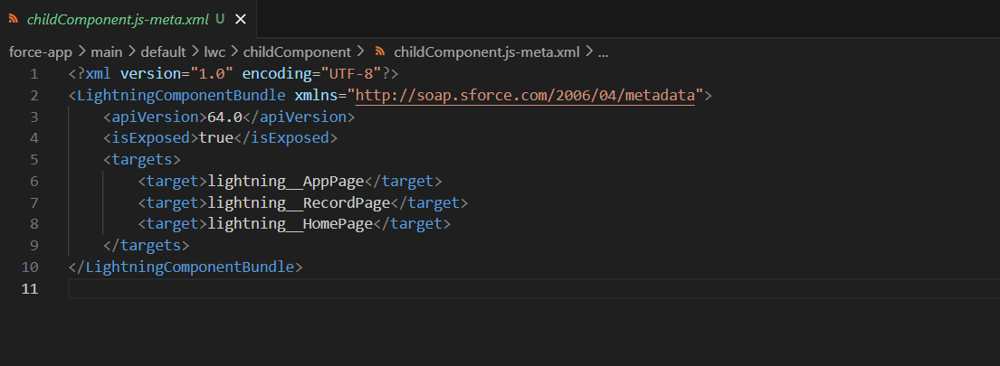 childComponent.js-meta.xml U ×
force-app > main > default > lwc > childComponent > childComponent.js-meta.xml > ...
1 <?xml version="1.0" encoding="UTF-8"?>
2 <LightningComponentBundle xmlns="http://soap.sforce.com/2006/04/metadata">
3 <apiVersion>64.0</apiVersion>
4 <isExposed>true</isExposed>
5 <targets>
6 <target>lightning__AppPage</target>
7 <target>lightning__RecordPage</target>
8 <target>lightning__HomePage</target>
9 </targets>
10 </LightningComponentBundle>
11